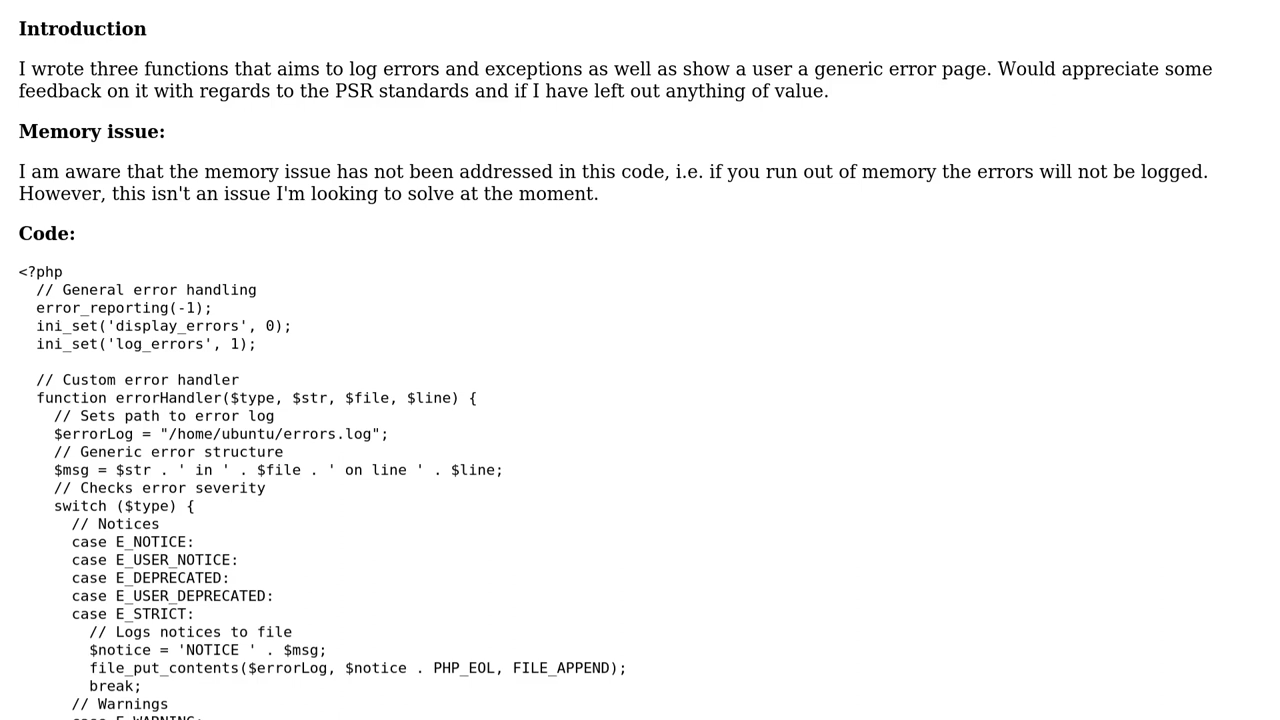 Introduction
I wrote three functions that aims to log errors and exceptions as well as show a user a generic error page. Would appreciate some
feedback on it with regards to the PSR standards and if I have left out anything of value.
Memory issue:
I am aware that the memory issue has not been addressed in this code, i.e. if you run out of memory the errors will not be logged.
However, this isn't an issue I'm looking to solve at the moment.
Code:
<?php
  // General error handling
  error_reporting(-1);
  ini_set('display_errors', 0);
  ini_set('log_errors', 1);

  // Custom error handler
  function errorHandler($type, $str, $file, $line) {
    // Sets path to error log
    $errorLog = "/home/ubuntu/errors.log";
    // Generic error structure
    $msg = $str . ' in ' . $file . ' on line ' . $line;
    // Checks error severity
    switch ($type) {
      // Notices
      case E_NOTICE:
      case E_USER_NOTICE:
      case E_DEPRECATED:
      case E_USER_DEPRECATED:
      case E_STRICT:
        // Logs notices to file
        $notice = 'NOTICE ' . $msg;
        file_put_contents($errorLog, $notice . PHP_EOL, FILE_APPEND);
        break;
      // Warnings
      case E_WARNING: